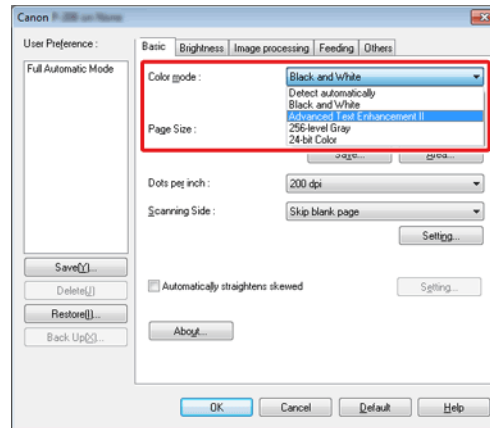 Canon
User Preference :
Full Automatic Mode
Save(Y)...
Delete(J)
Restore(I)...
Back Up(X)...
Basic Brightness Image processing Feeding Others
Color mode : Black and White
Detect automatically
Black and White
Advanced Text Enhancement II
256-level Gray
24-bit Color
Page Size :
Save... Area...
Dots per inch : 200 dpi
Scanning Side : Skip blank page
Setting...
Automatically straightens skewed Setting...
About...
OK Cancel Default Help